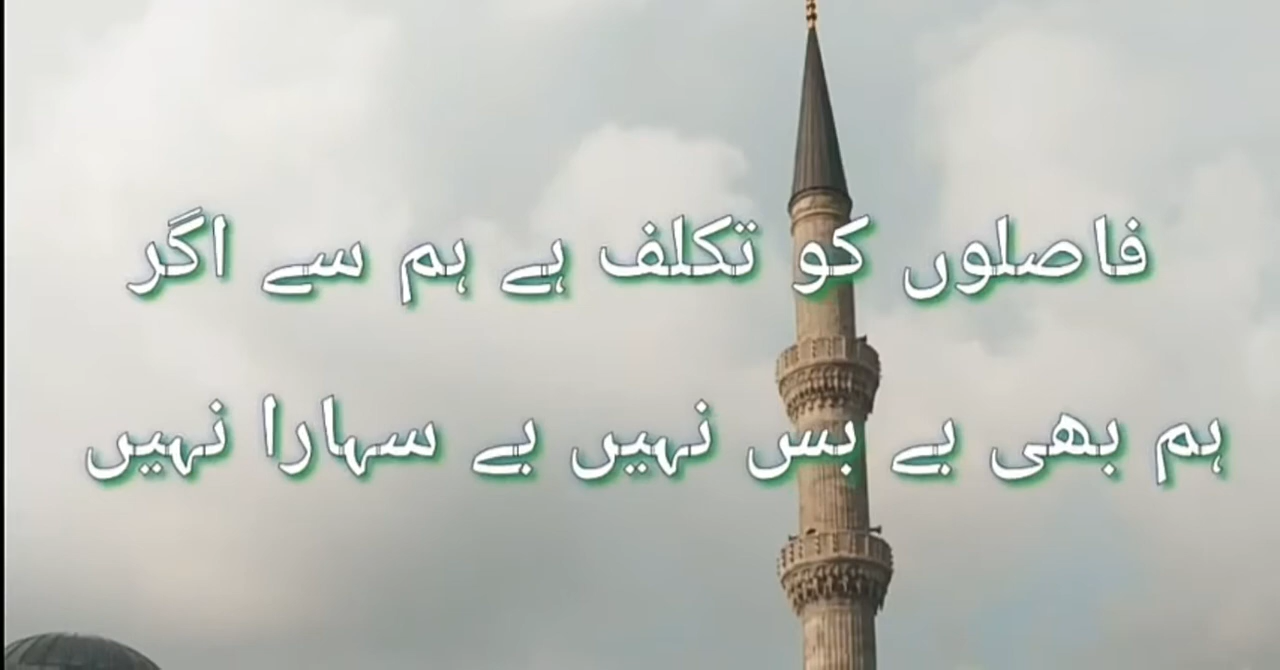 فاصلوں کو تکلف ہے ہم سے اگر
ہم بھی بے بس نہیں بے سہارا نہیں